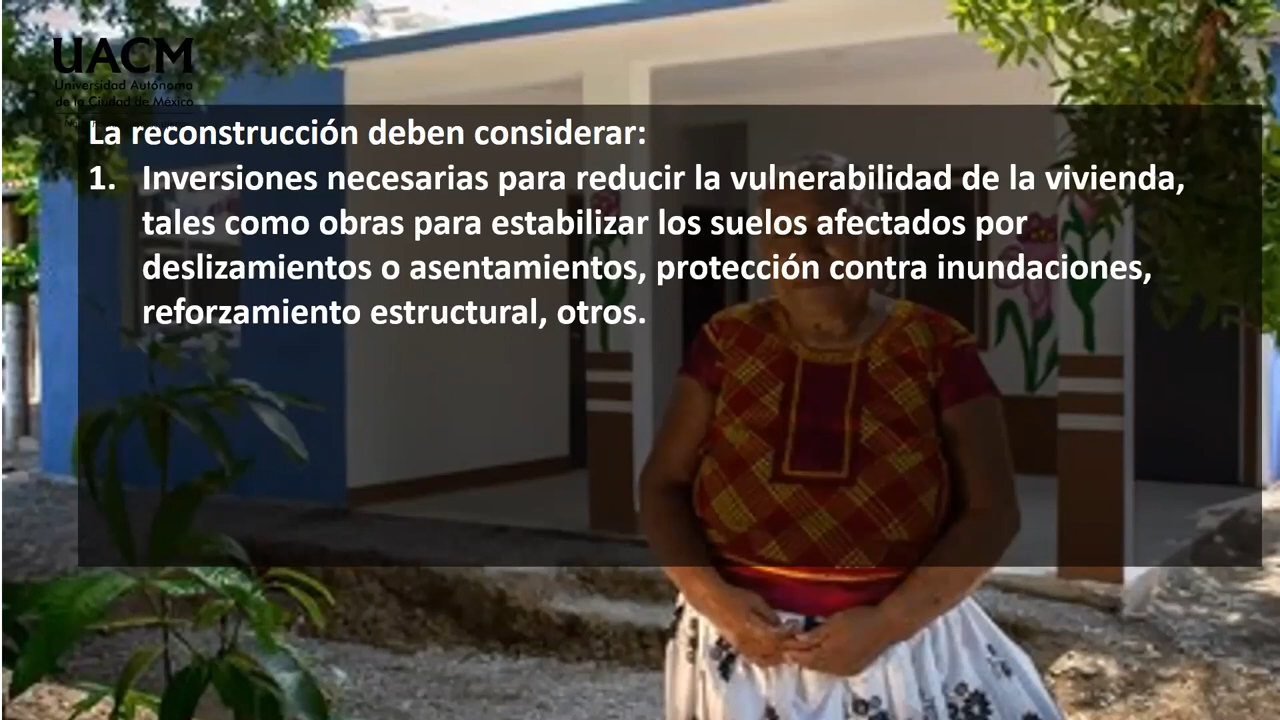 UACM
Universidad Autónoma
de la Ciudad de México
La reconstrucción deben considerar:
1. Inversiones necesarias para reducir la vulnerabilidad de la vivienda,
tales como obras para estabilizar los suelos afectados por
deslizamientos o asentamientos, protección contra inundaciones,
reforzamiento estructural, otros.